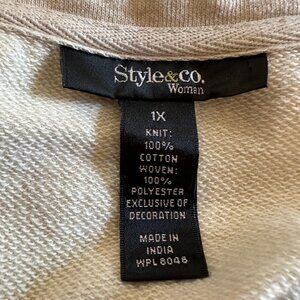 Style&co.
Woman
1X
KNIT:
100%
COTTON
WOVEN:
100%
POLYESTER
EXCLUSIVE OF
DECORATION
MADE IN
INDIA
WPL 8046